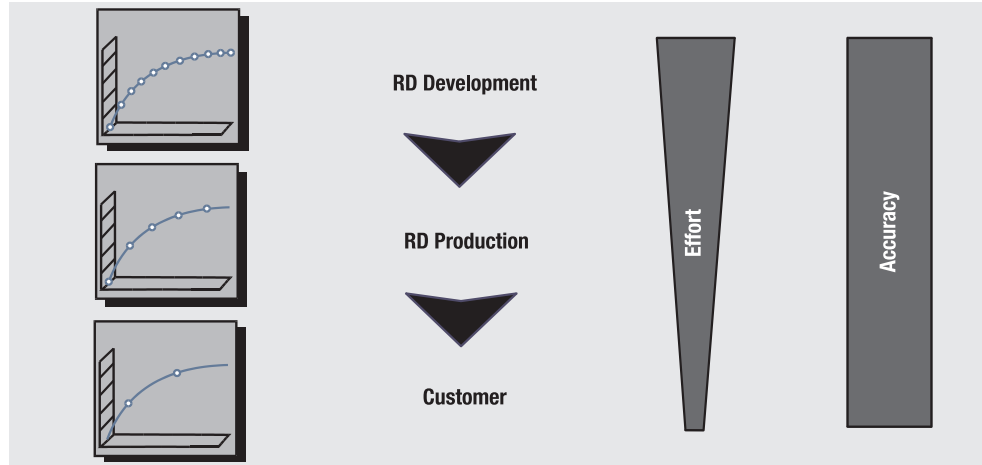 RD Development
RD Production
Customer
Effort
Accuracy